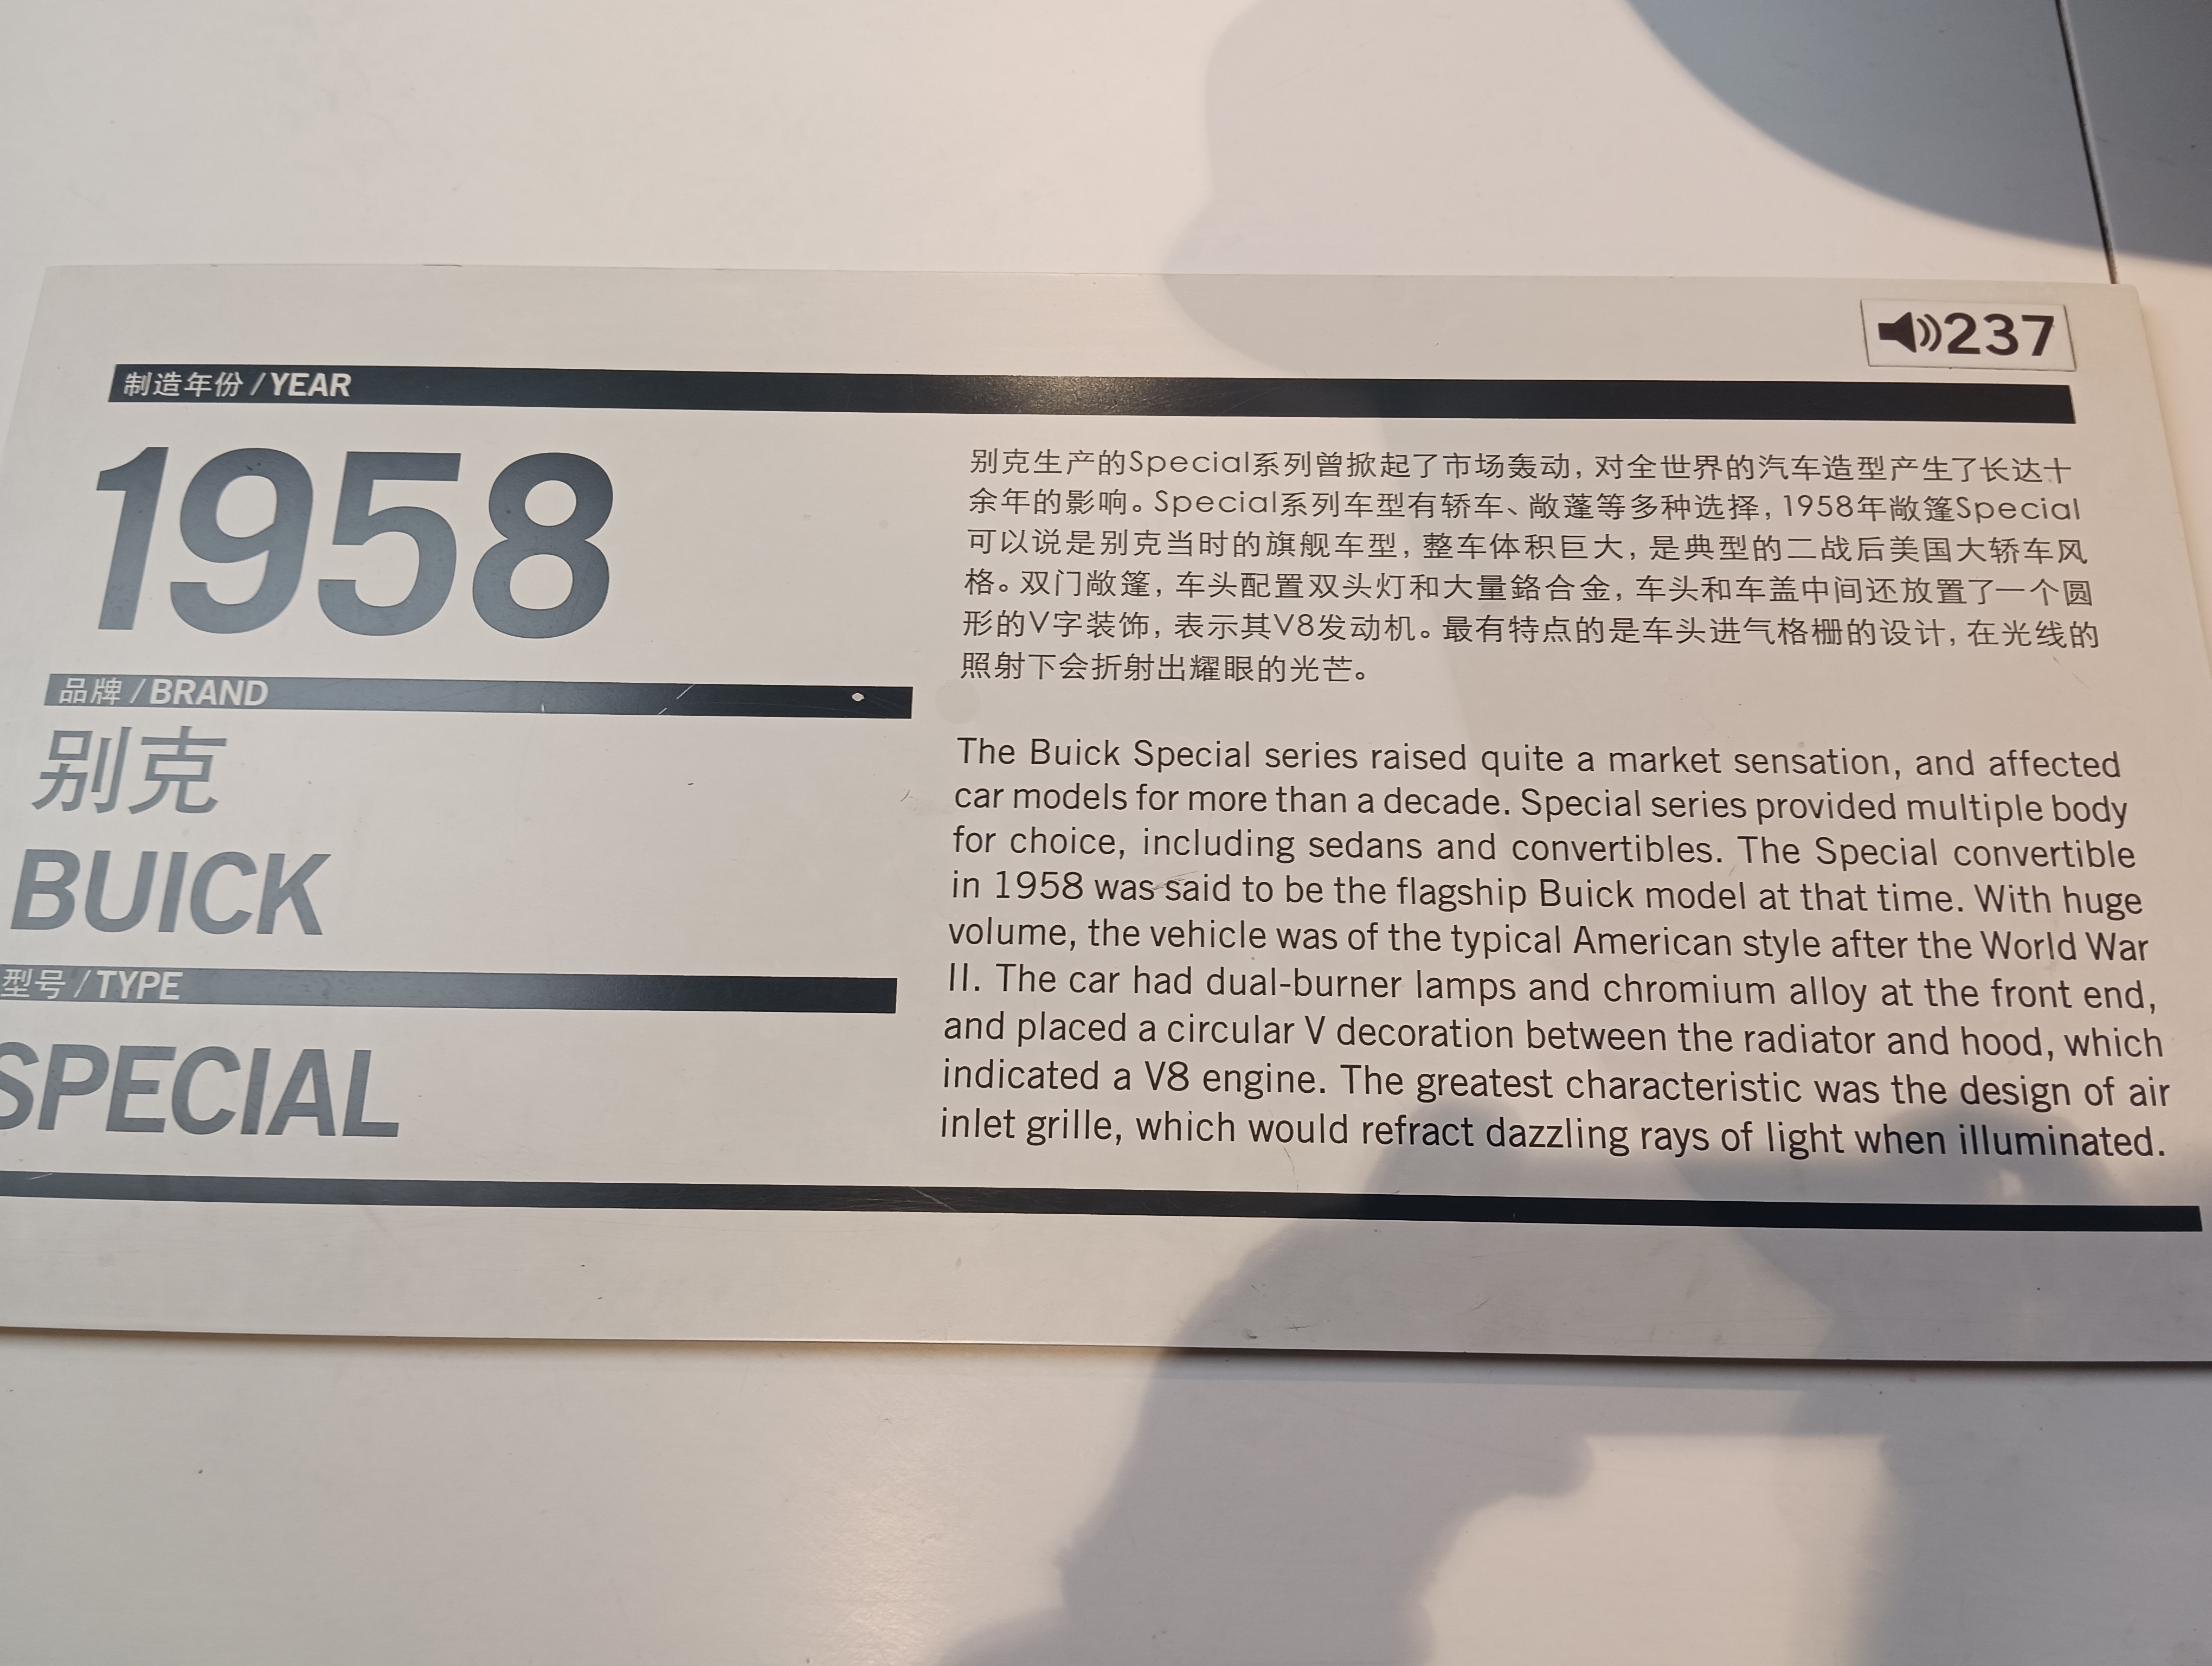 237
制造年份 / YEAR
1958
品牌 / BRAND
别克
BUICK
型号 / TYPE
SPECIAL
别克生产的Special系列曾掀起了市场轰动,对全世界的汽车造型产生了长达十
余年的影响。Special系列车型有轿车、敞蓬等多种选择,1958年敞篷Special
可以说是别克当时的旗舰车型,整车体积巨大,是典型的二战后美国大轿车风
格。双门敞篷,车头配置双头灯和大量鉻合金,车头和车盖中间还放置了一个圆
形的V字装饰,表示其V8发动机。最有特点的是车头进气格栅的设计,在光线的
照射下会折射出耀眼的光芒。
The Buick Special series raised quite a market sensation, and affected
car models for more than a decade. Special series provided multiple body
for choice, including sedans and convertibles. The Special convertible
in 1958 was said to be the flagship Buick model at that time. With huge
volume, the vehicle was of the typical American style after the World War
II. The car had dual-burner lamps and chromium alloy at the front end,
and placed a circular V decoration between the radiator and hood, which
indicated a V8 engine. The greatest characteristic was the design of air
inlet grille, which would refract dazzling rays of light when illuminated.